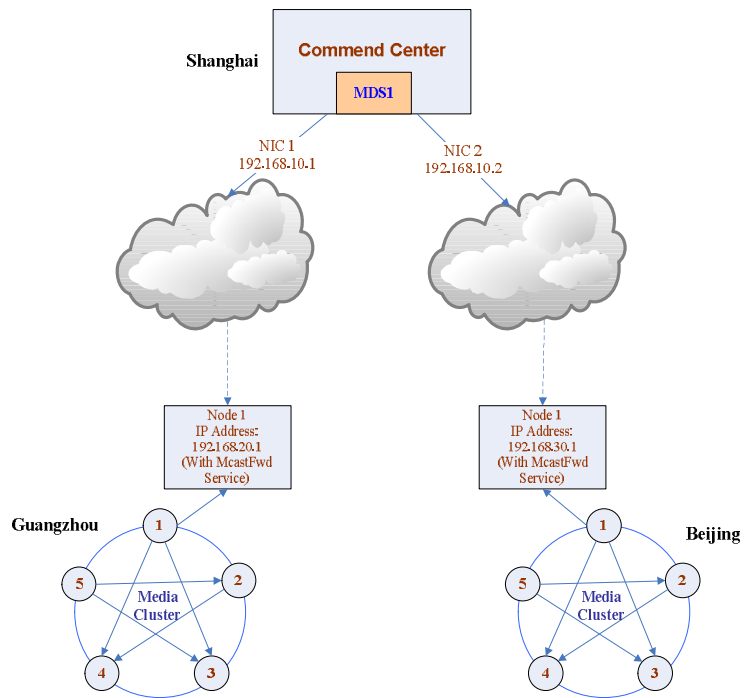 Shanghai
Commend Center
MDS1
NIC 1
192.168.10.1
NIC 2
192.168.10.2
Node 1
IP Address:
192.168.20.1
(With McastFwd
Service)
Node 1
IP Address:
192.168.30.1
(With McastFwd
Service)
Guangzhou
1
5
2
Media
Cluster
4
3
Beijing
1
5
2
Media
Cluster
4
3